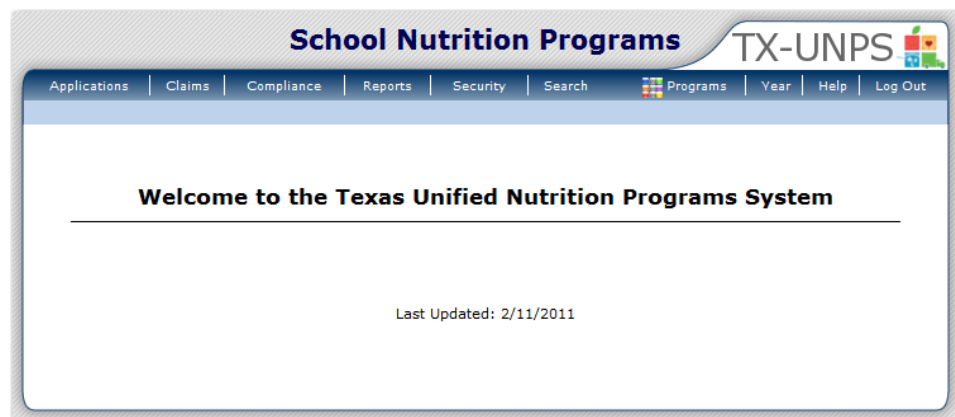 School Nutrition Programs
TX-UNPS
Applications Claims Compliance Reports Security Search Programs Year Help Log Out
Welcome to the Texas Unified Nutrition Programs System
Last Updated: 2/11/2011